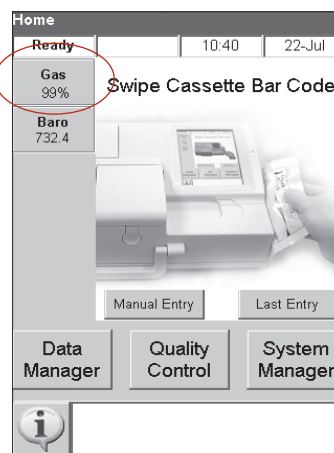 Home
Ready 10:40 22-Jul
Gas
99%
Swipe Cassette Bar Code
Baro
732.4
Manual Entry Last Entry
Data
Manager
Quality
Control
System
Manager
i